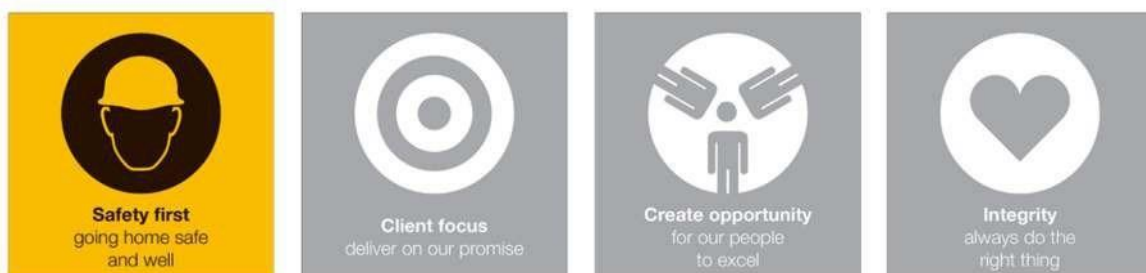 Safety first
going home safe
and well
Client focus
deliver on our promise
Create opportunity
for our people
to excel
Integrity
always do the
right thing